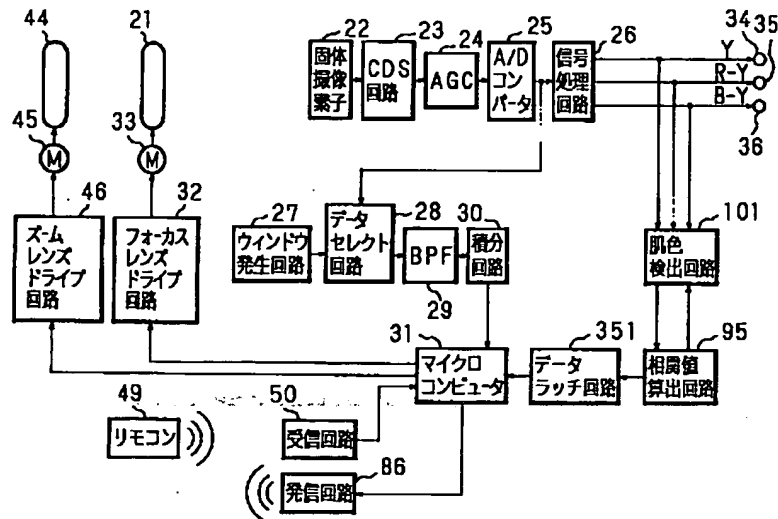 44
21
22
23
24
25
26
34
35
36
固体
撮像
素子
CDS
回路
AGC
A/D
コン
バータ
信号
処理
回路
Y
R-Y
B-Y
45
M
33
M
46
32
ズーム
レンズ
ドライブ
回路
フォーカス
レンズ
ドライブ
回路
27
ウィンドウ
発生回路
データ
セレクト
回路
28
BPF
29
30
積分
回路
101
肌色
検出回路
31
マイクロ
コンピュータ
351
データ
ラッチ回路
95
相関値
算出回路
49
リモコン
50
受信回路
86
発信回路